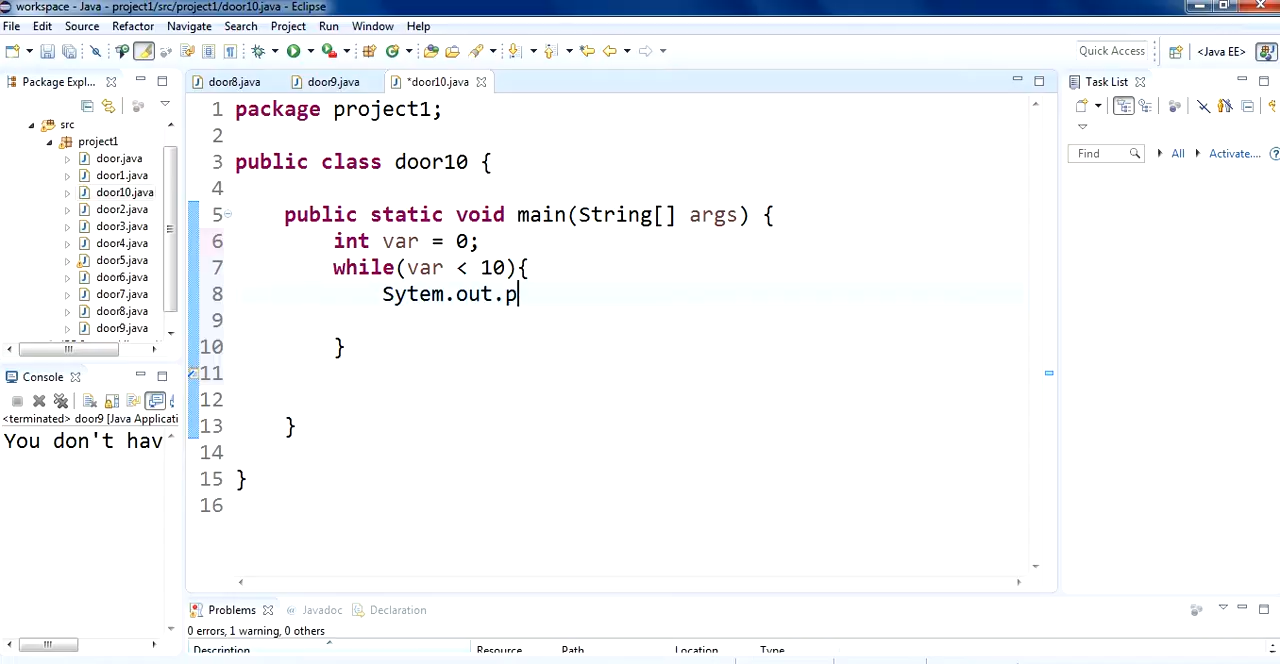 workspace - Java - project1/src/project1/door10.java - Eclipse
File Edit Source Refactor Navigate Search Project Run Window Help
Quick Access <Java EE>
Package Expl...
door8.java door9.java *door10.java
Task List
src
project1
door.java
door1.java
door10.java
door2.java
door3.java
door4.java
door5.java
door6.java
door7.java
door8.java
door9.java
1 package project1;
2
3 public class door10 {
4
5 public static void main(String[] args) {
6 int var = 0;
7 while(var < 10){
8 Sytem.out.p
9
10 }
11
12
13 }
14
15 }
16
Find All Activate...
Console
<terminated> door9 [Java Applicati
You don't hav
Problems Javadoc Declaration
0 errors, 1 warning, 0 others
Description Resource Path Location Type